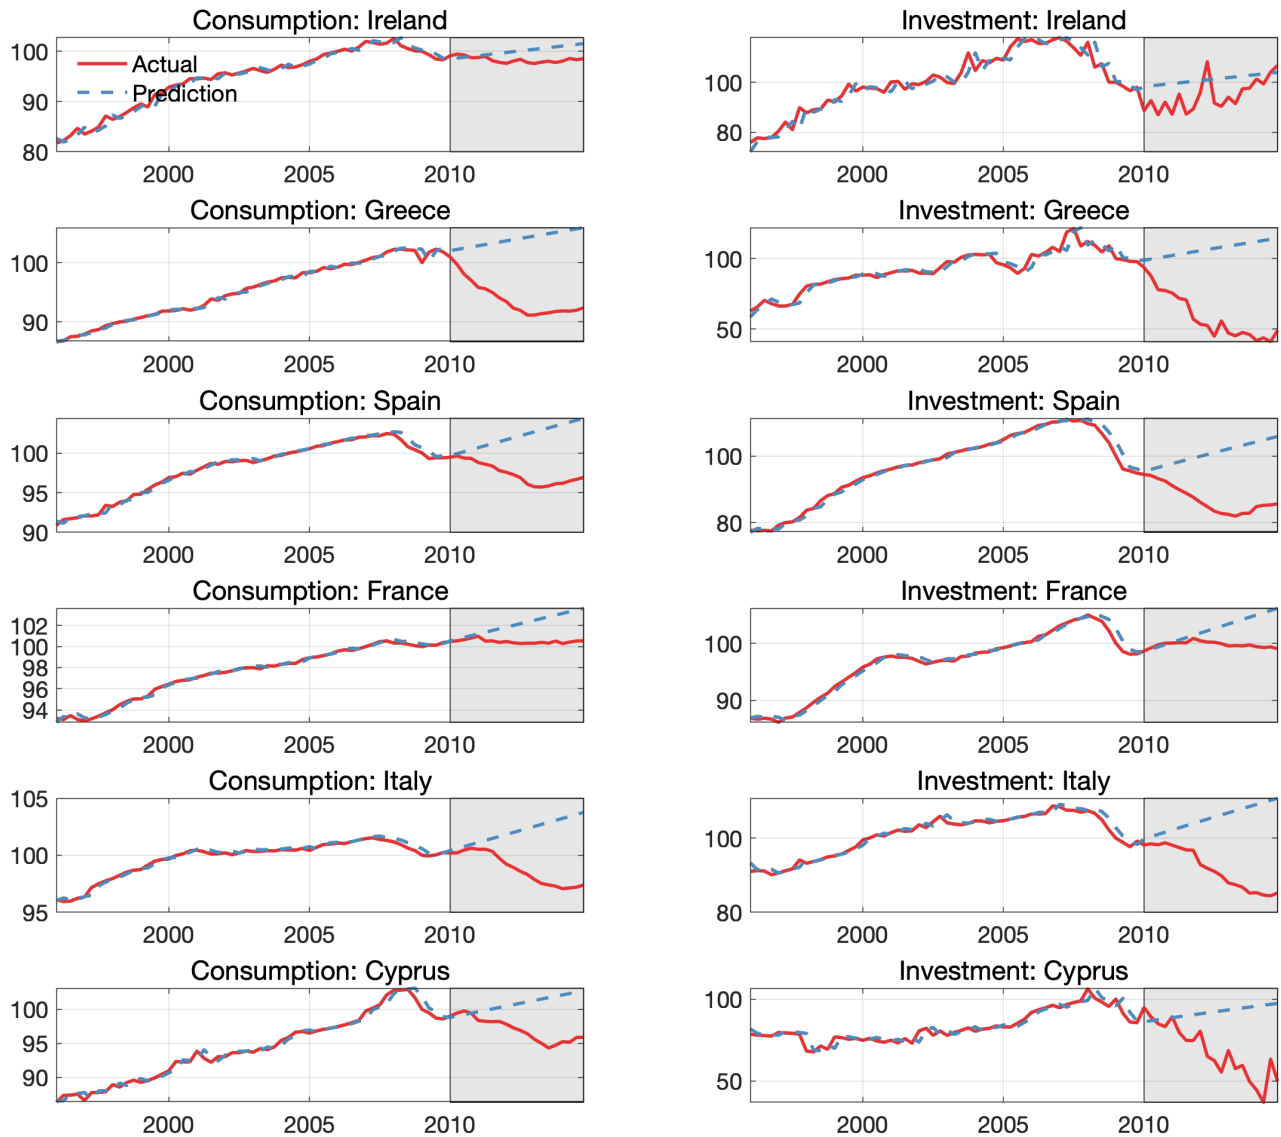 Consumption: Ireland
100
90
80
Actual
Prediction
2000 2005 2010
Investment: Ireland
100
80
2000 2005 2010
Consumption: Greece
100
90
2000 2005 2010
Investment: Greece
100
50
2000 2005 2010
Consumption: Spain
100
95
90
2000 2005 2010
Investment: Spain
100
80
2000 2005 2010
Consumption: France
102
100
98
96
94
2000 2005 2010
Investment: France
100
90
2000 2005 2010
Consumption: Italy
105
100
95
2000 2005 2010
Investment: Italy
100
80
2000 2005 2010
Consumption: Cyprus
100
95
90
2000 2005 2010
Investment: Cyprus
100
50
2000 2005 2010